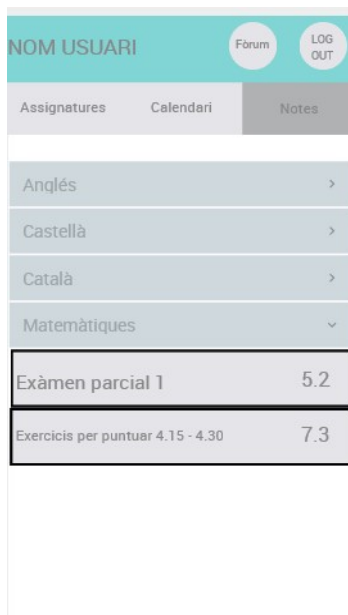 NOM USUARI
Fòrum
LOG
OUT
Assignatures Calendari Notes
Anglés
Castellà
Català
Matemàtiques
Exàmen parcial 1 5.2
Exercicis per puntuar 4.15 - 4.30 7.3